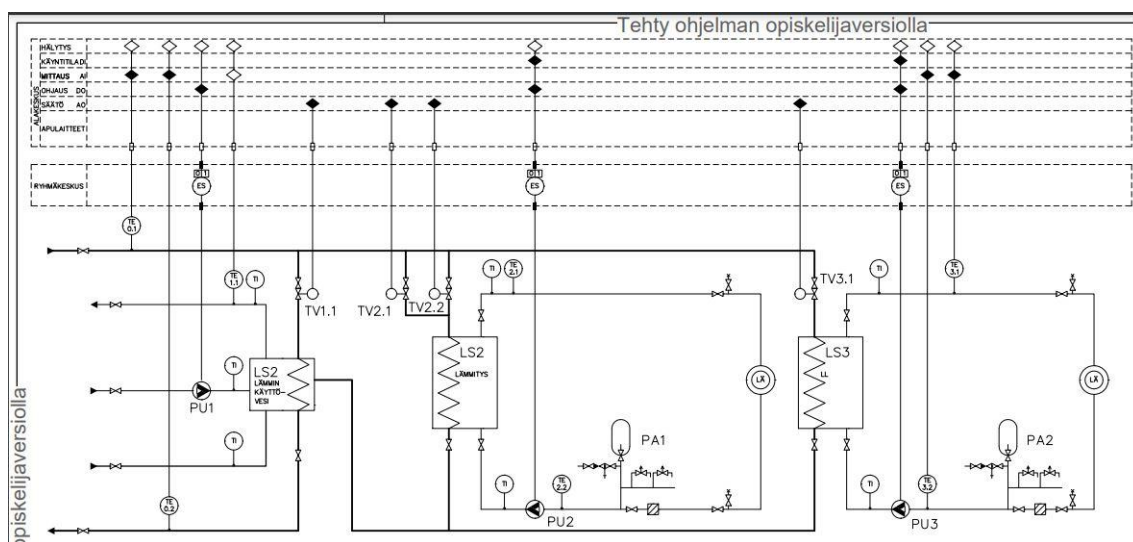 Tehty ohjelman opiskelijaversiolla
HÄLYTYS
KÄYNTITILA DI
MITTAUS AI
OHJAUS DO
SÄÄTÖ AO
APULAITTEET
ALAKESKUS
RYHMÄKESKUS
0 1
ES
0 1
ES
0 1
ES
TE
0.1
TE
1.1
TI
TV1.1
TV2.1
TV2.2
TI
TE
2.1
TV3.1
TI
TE
3.1
LS2
LÄMMIN
KÄYTTÖ-
VESI
TI
PU1
TI
LS2
LÄMMITYS
LÄ
LS3
LL
LÄ
PA1
PA2
TE
0.2
TI
PU2
TE
2.2
TI
PU3
TE
3.2
opiskelijaversiolla